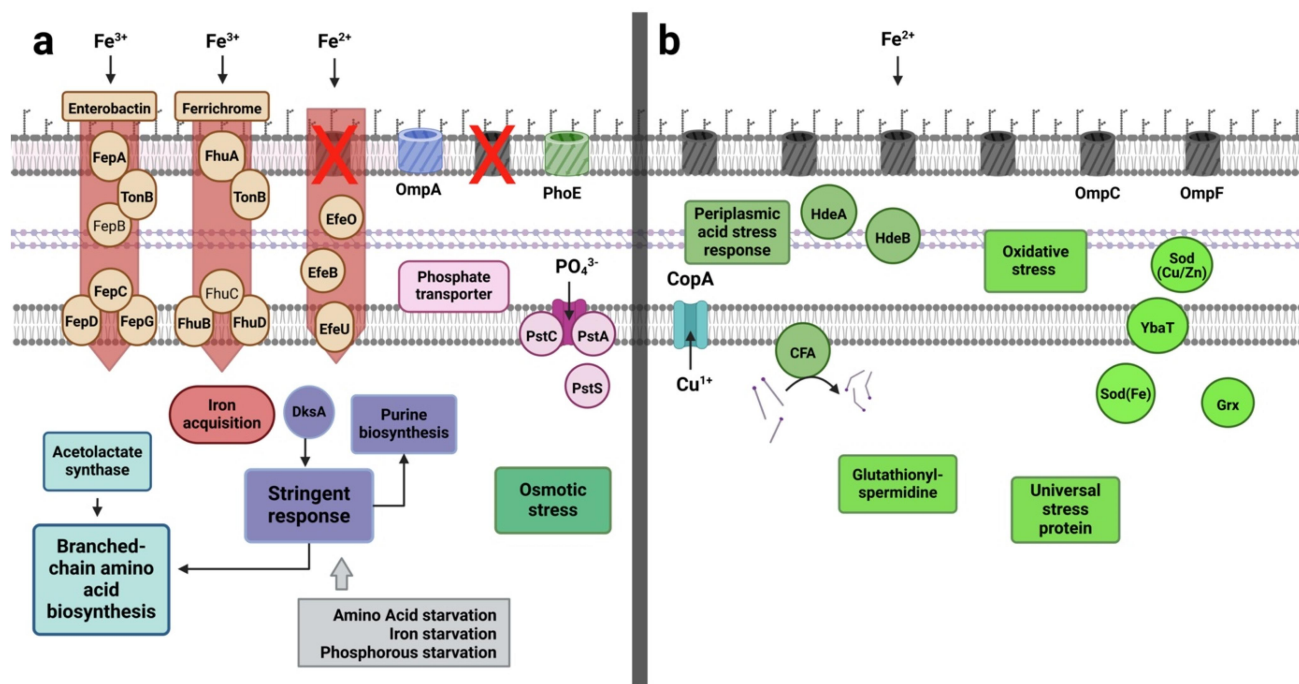 a
Fe³⁺
Fe³⁺
Fe²⁺
Enterobactin
Ferrichrome
FepA
FhuA
TonB
TonB
FepB
EfeO
EfeB
FepC
FepD
FepG
FhuC
FhuB
FhuD
EfeU
OmpA
PhoE
Phosphate
transporter
PO₄³⁻
PstC
PstA
PstS
Iron
acquisition
DksA
Purine
biosynthesis
Acetolactate
synthase
Stringent
response
Osmotic
stress
Branched-
chain amino
acid
biosynthesis
Amino Acid starvation
Iron starvation
Phosphorous starvation
b
Fe²⁺
OmpC
OmpF
Periplasmic
acid stress
response
HdeA
HdeB
Oxidative
stress
Sod
(Cu/Zn)
CopA
YbaT
Cu¹⁺
CFA
Sod(Fe)
Grx
Glutathionyl-
spermidine
Universal
stress
protein